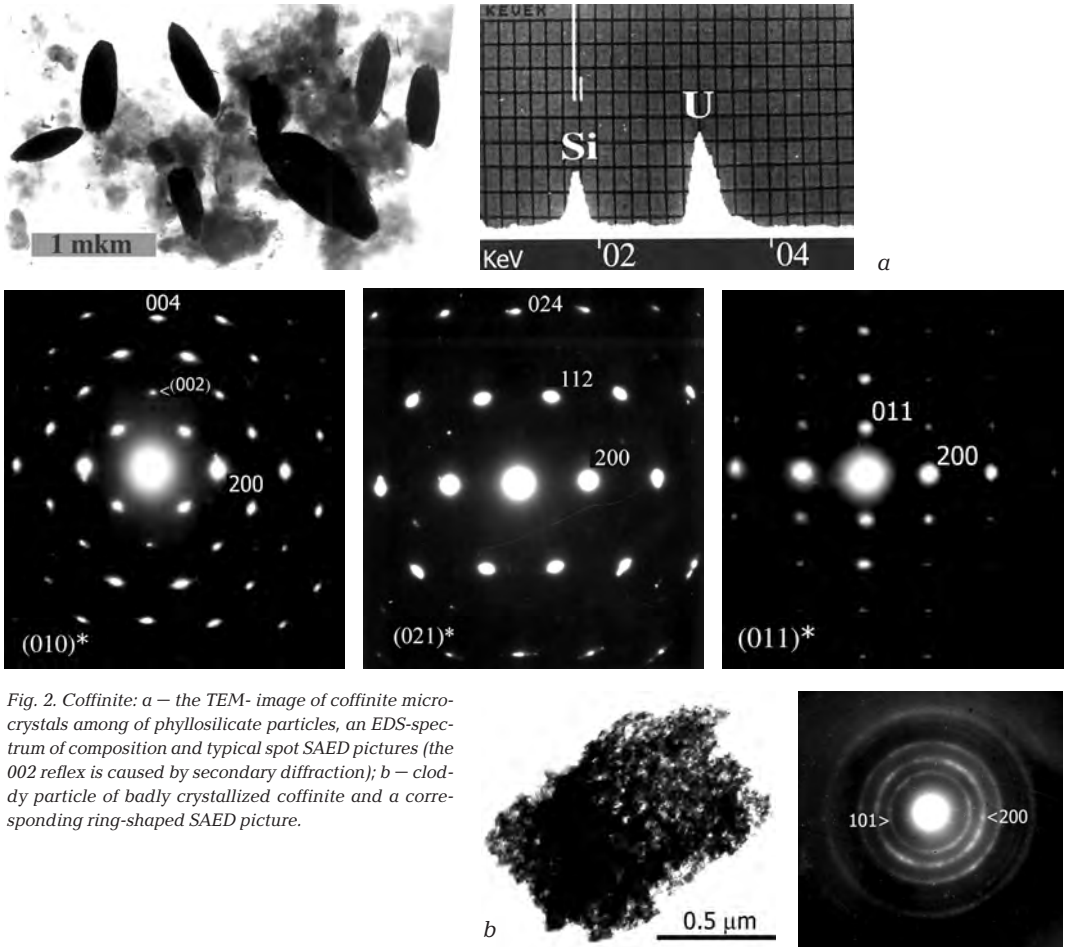 KEVEX
Si
U
1 mkm
KeV
02
04
a
004
<(002)
200
(010)*
024
112
200
(021)*
011
200
(011)*
Fig. 2. Coffinite: a — the TEM- image of coffinite micro-
crystals among of phyllosilicate particles, an EDS-spec-
trum of composition and typical spot SAED pictures (the
002 reflex is caused by secondary diffraction); b — clod-
dy particle of badly crystallized coffinite and a corre-
sponding ring-shaped SAED picture.
b
0.5 µm
101>
<200